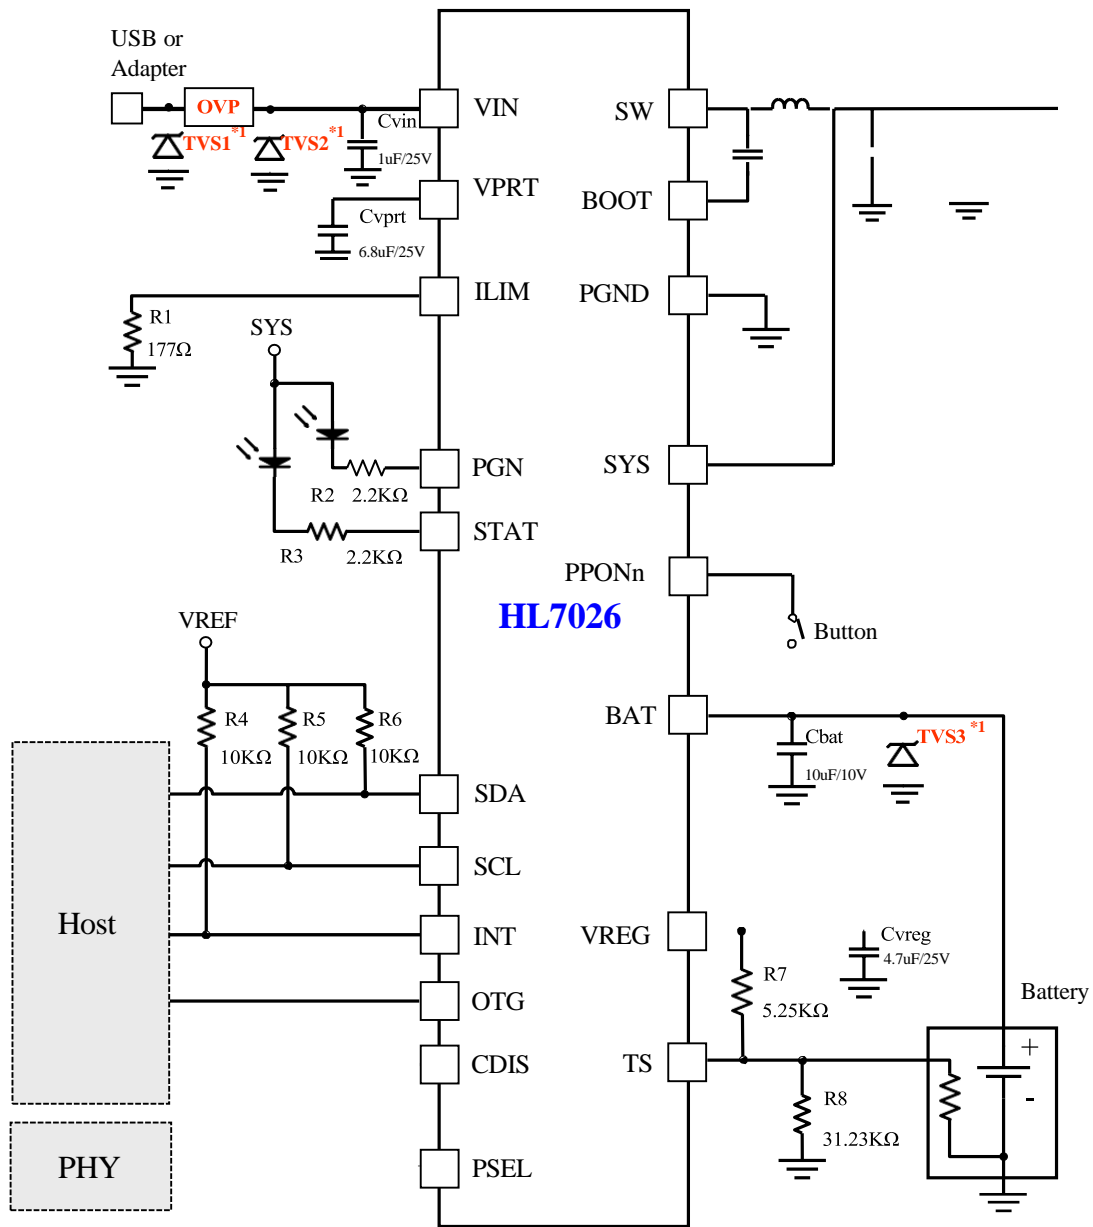 USB or
Adapter
OVP
TVS1*1
TVS2*1
Cvin
1uF/25V
VIN
SW
VPRT
Cvprt
6.8uF/25V
BOOT
ILIM
PGND
R1
177Ω
SYS
PGN
R2
2.2KΩ
SYS
STAT
R3
2.2KΩ
PPONn
HL7026
Button
VREF
R4
10KΩ
R5
10KΩ
R6
10KΩ
BAT
Cbat
10uF/10V
TVS3*1
SDA
SCL
Host
INT
VREG
Cvreg
4.7uF/25V
R7
5.25KΩ
OTG
Battery
CDIS
TS
+
-
R8
31.23KΩ
PHY
PSEL